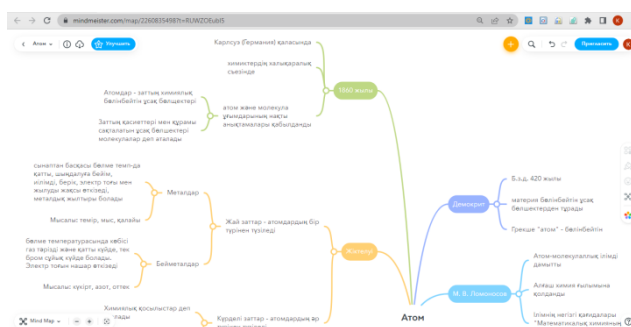 mindmeister.com/map/2260835498?t=RUWZOEubIS
Атом
Улучшить
Пригласить
К
Карлсуэ (Германия) қаласында
химиктердің халықаралық
съезінде
1860 жылы
Атомдар - заттың химиялық
бөлінбейтін ұсақ бөлшектері
атом және молекула
ұғымдарының нақты
анықтамалары қабылданды
Заттың қасиеттері мен құрамы
сақталатын ұсақ бөлшектері
молекулалар деп аталады
сынаптан басқасы бөлме темп-да
қатты, шыңдалуға бейім,
иілімді, берік, электр тоғы мен
жылуды жақсы өткізеді,
металдық жылтыры болады
Металдар
Мысалы: темір, мыс, қалайы
Жай заттар - атомдардың бір
түрінен түзіледі
бөлме температурасында көбісі
газ тәрізді және қатты күйде, тек
бром сұйық күйде болады.
Электр тоғын нашар өткізеді
Бейметалдар
Мысалы: күкірт, азот, оттек
Химиялық қосылыстар деп
Күрделі заттар - атомдардың әр
Б.з.д. 420 жылы
Демокрит
материя бөлінбейтін ұсақ
бөлшектерден тұрады
Грекше "атом" - бөлінбейтін
Атом-молекулалық ілімді
дамытты
М. В. Ломоносов
Алғаш химия ғылымына
қолданды
Ілімнің негізгі қағидалары
"Математикалық химияның
Атом
Mind Map